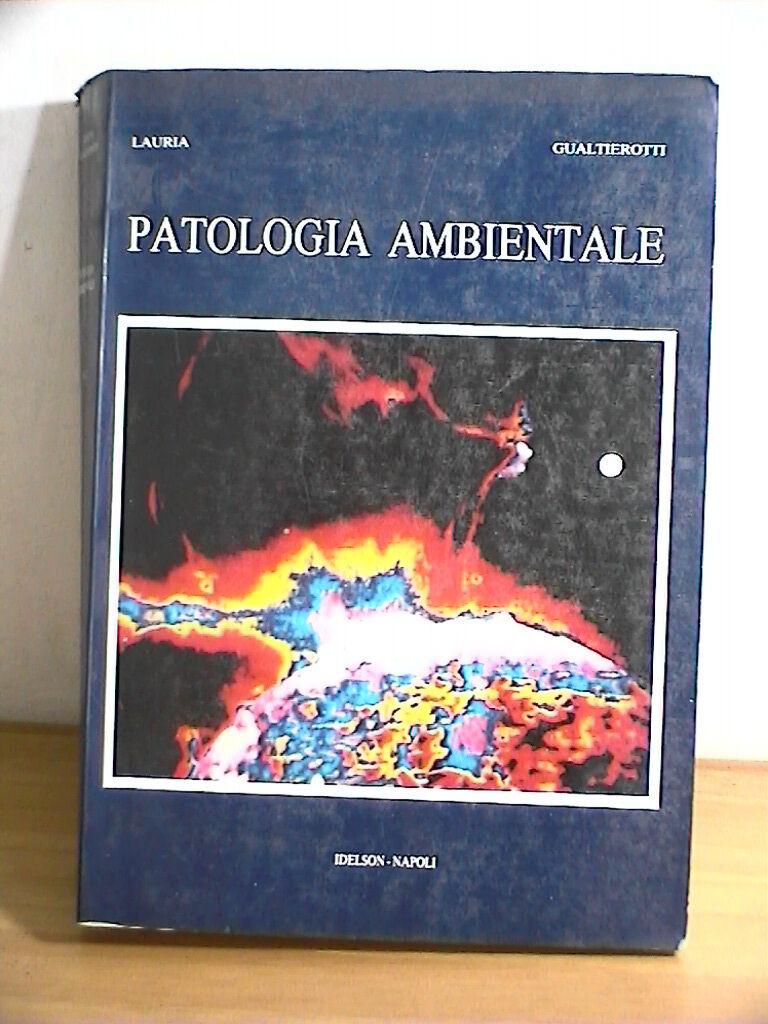 LAURIA GUALTIEROTTI
PATOLOGIA AMBIENTALE
IDELSON-NAPOLI